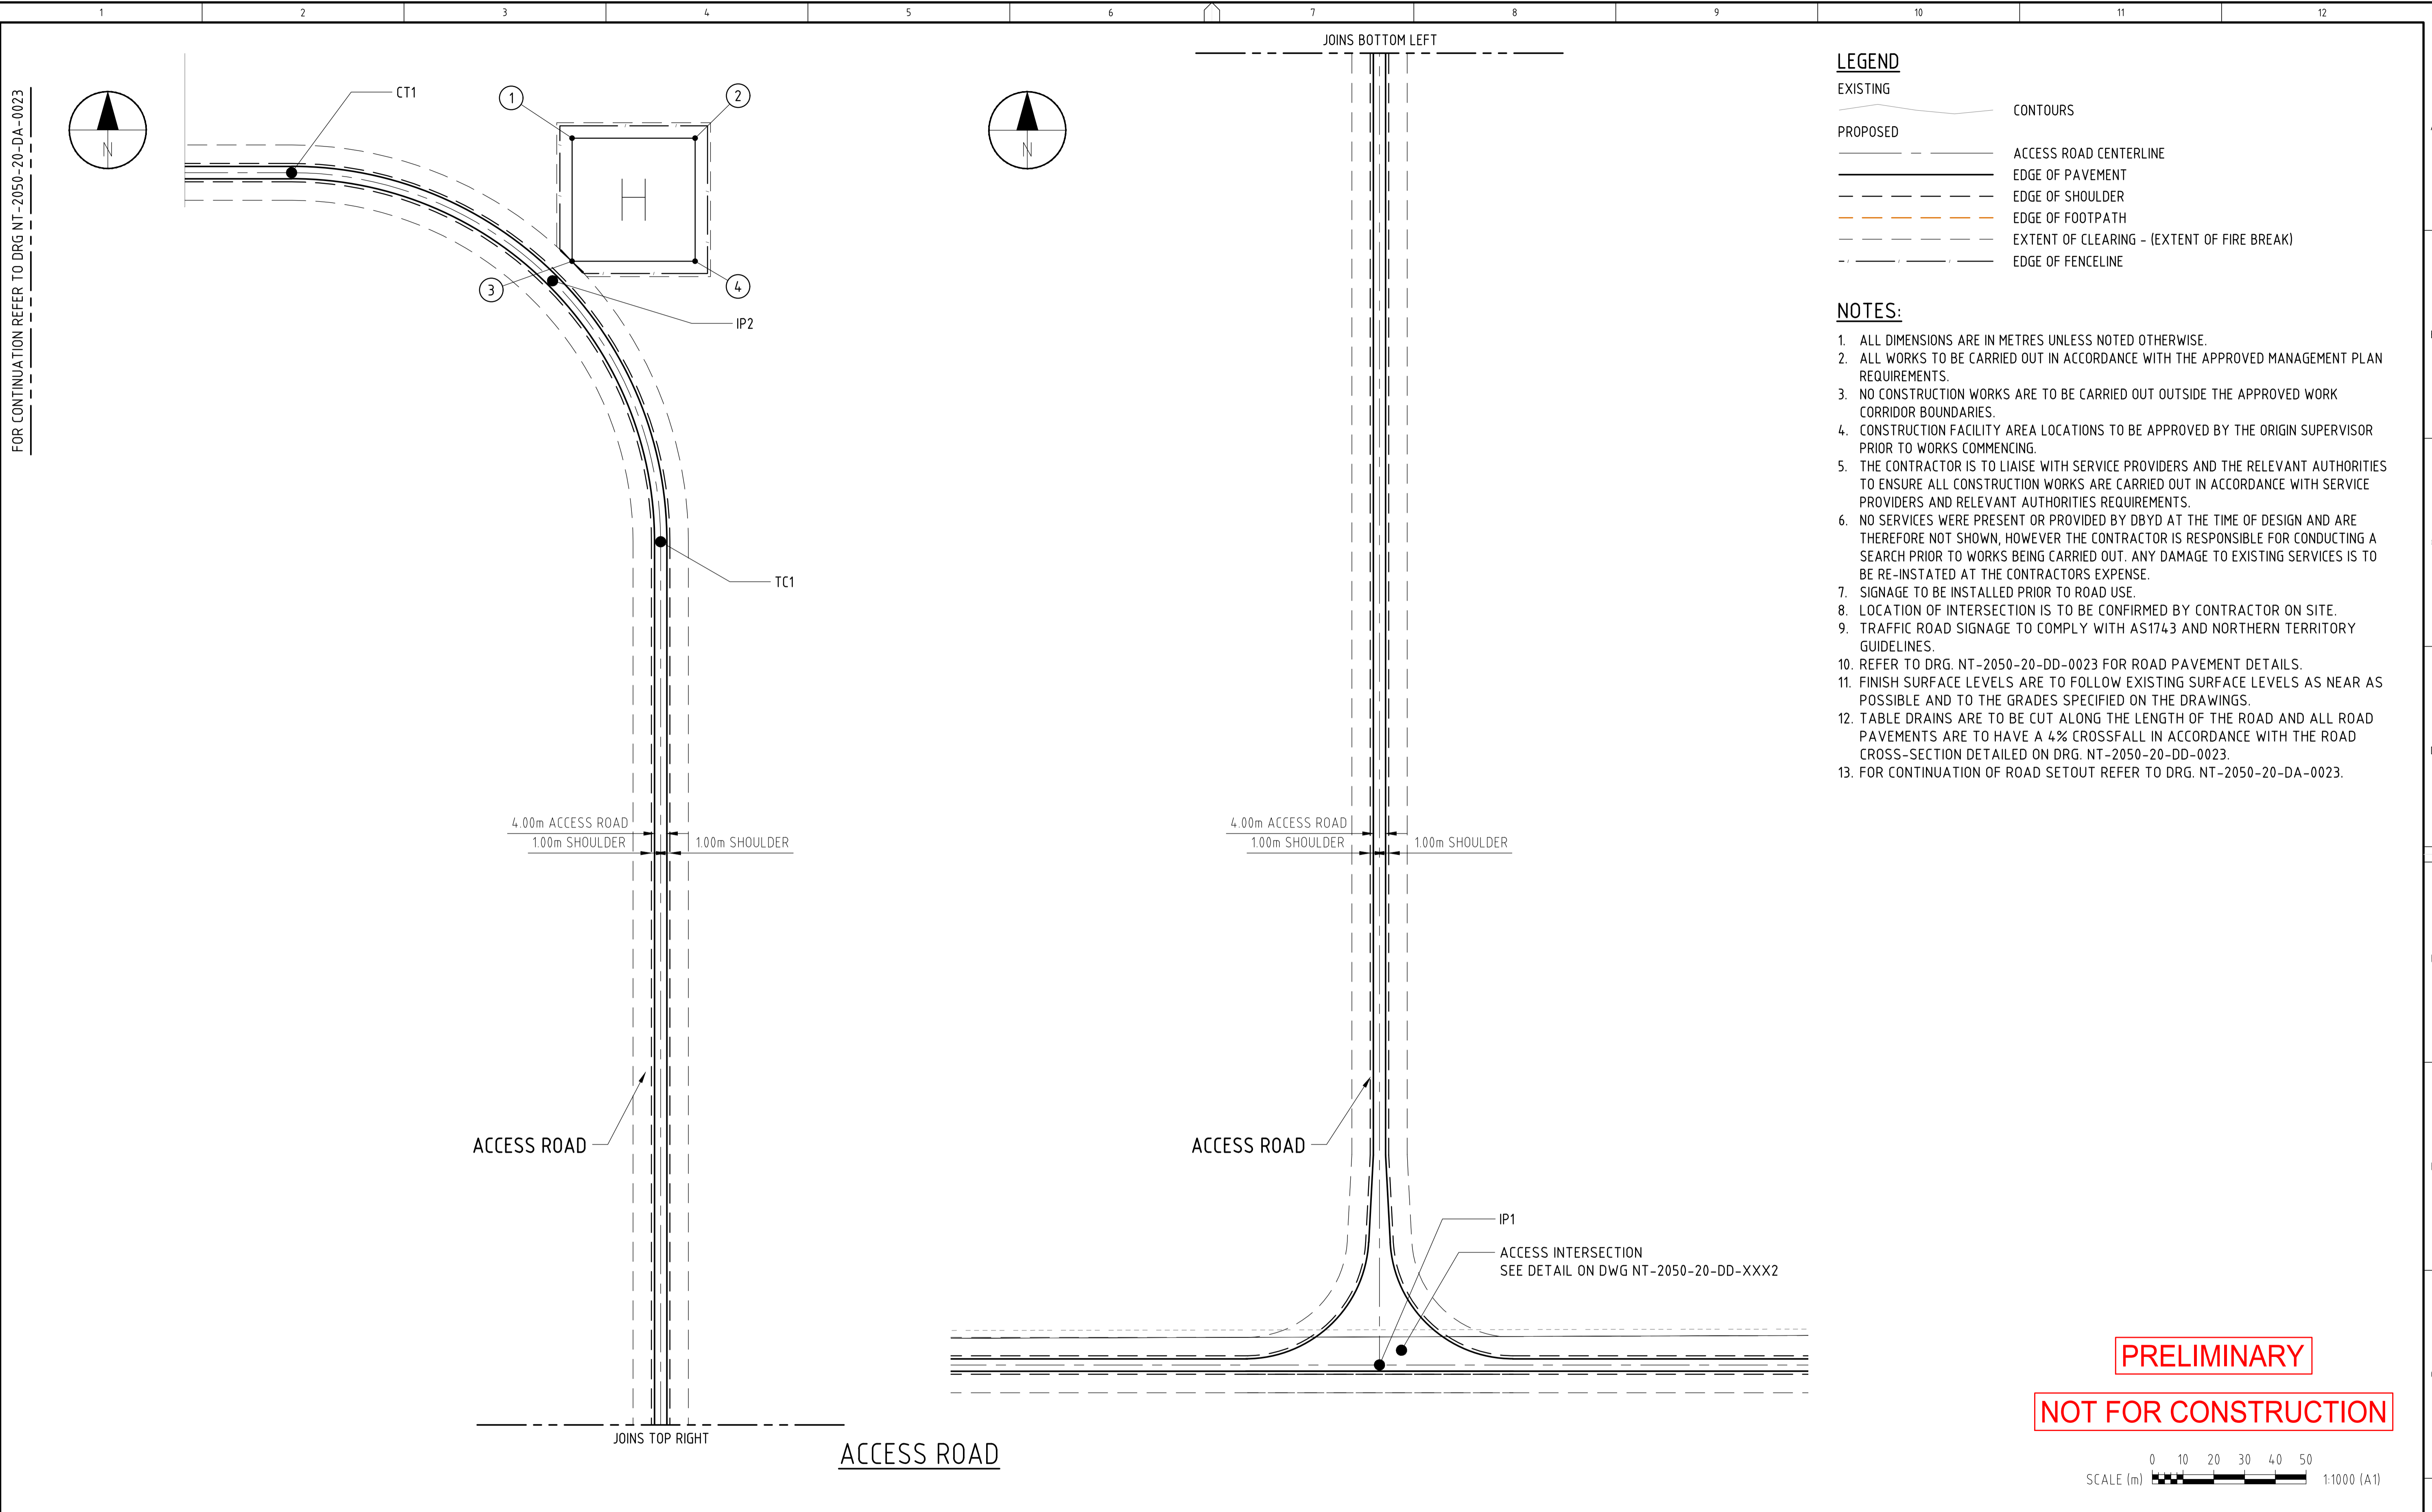 1 2 3 4 5 6 7 8 9 10 11 12
FOR CONTINUATION REFER TO DRG NT-2050-20-DA-0023
N
CT1
1
2
H
3
4
IP2
TC1
4.00m ACCESS ROAD
1.00m SHOULDER
1.00m SHOULDER
ACCESS ROAD
JOINS TOP RIGHT
ACCESS ROAD
JOINS BOTTOM LEFT
N
4.00m ACCESS ROAD
1.00m SHOULDER
1.00m SHOULDER
ACCESS ROAD
IP1
ACCESS INTERSECTION
SEE DETAIL ON DWG NT-2050-20-DD-XXX2
LEGEND
EXISTING
CONTOURS
PROPOSED
ACCESS ROAD CENTERLINE
EDGE OF PAVEMENT
EDGE OF SHOULDER
EDGE OF FOOTPATH
EXTENT OF CLEARING - (EXTENT OF FIRE BREAK)
EDGE OF FENCELINE
NOTES:
1. ALL DIMENSIONS ARE IN METRES UNLESS NOTED OTHERWISE.
2. ALL WORKS TO BE CARRIED OUT IN ACCORDANCE WITH THE APPROVED MANAGEMENT PLAN
REQUIREMENTS.
3. NO CONSTRUCTION WORKS ARE TO BE CARRIED OUT OUTSIDE THE APPROVED WORK
CORRIDOR BOUNDARIES.
4. CONSTRUCTION FACILITY AREA LOCATIONS TO BE APPROVED BY THE ORIGIN SUPERVISOR
PRIOR TO WORKS COMMENCING.
5. THE CONTRACTOR IS TO LIAISE WITH SERVICE PROVIDERS AND THE RELEVANT AUTHORITIES
TO ENSURE ALL CONSTRUCTION WORKS ARE CARRIED OUT IN ACCORDANCE WITH SERVICE
PROVIDERS AND RELEVANT AUTHORITIES REQUIREMENTS.
6. NO SERVICES WERE PRESENT OR PROVIDED BY DBYD AT THE TIME OF DESIGN AND ARE
THEREFORE NOT SHOWN, HOWEVER THE CONTRACTOR IS RESPONSIBLE FOR CONDUCTING A
SEARCH PRIOR TO WORKS BEING CARRIED OUT. ANY DAMAGE TO EXISTING SERVICES IS TO
BE RE-INSTATED AT THE CONTRACTORS EXPENSE.
7. SIGNAGE TO BE INSTALLED PRIOR TO ROAD USE.
8. LOCATION OF INTERSECTION IS TO BE CONFIRMED BY CONTRACTOR ON SITE.
9. TRAFFIC ROAD SIGNAGE TO COMPLY WITH AS1743 AND NORTHERN TERRITORY
GUIDELINES.
10. REFER TO DRG. NT-2050-20-DD-0023 FOR ROAD PAVEMENT DETAILS.
11. FINISH SURFACE LEVELS ARE TO FOLLOW EXISTING SURFACE LEVELS AS NEAR AS
POSSIBLE AND TO THE GRADES SPECIFIED ON THE DRAWINGS.
12. TABLE DRAINS ARE TO BE CUT ALONG THE LENGTH OF THE ROAD AND ALL ROAD
PAVEMENTS ARE TO HAVE A 4% CROSSFALL IN ACCORDANCE WITH THE ROAD
CROSS-SECTION DETAILED ON DRG. NT-2050-20-DD-0023.
13. FOR CONTINUATION OF ROAD SETOUT REFER TO DRG. NT-2050-20-DA-0023.
PRELIMINARY
NOT FOR CONSTRUCTION
0 10 20 30 40 50
SCALE (m) 1:1000 (A1)